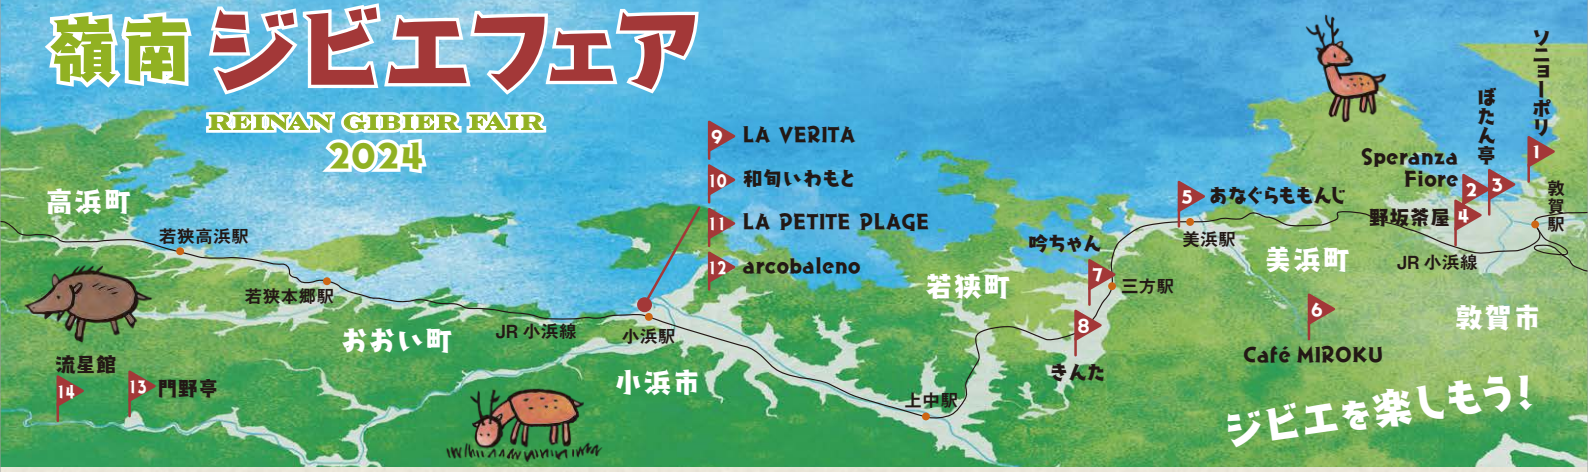 嶺南 ジビエフェア
REINAN GIBIER FAIR
2024
高浜町
若狭高浜駅
若狭本郷駅
おおい町
JR 小浜線
流星館
14
13 門野亭
9 LA VERITA
10 和旬いわもと
11 LA PETITE PLAGE
12 arcobaleno
小浜駅
小浜市
上中駅
若狭町
吟ちゃん
7
三方駅
8
きんた
5 あなぐらももんじ
美浜駅
美浜町
6
Café MIROKU
Speranza
Fiore 2
ぼたん亭
3
野坂茶屋 4
ソニョーポリ
1
敦賀駅
JR 小浜線
敦賀市
ジビエを楽しもう！